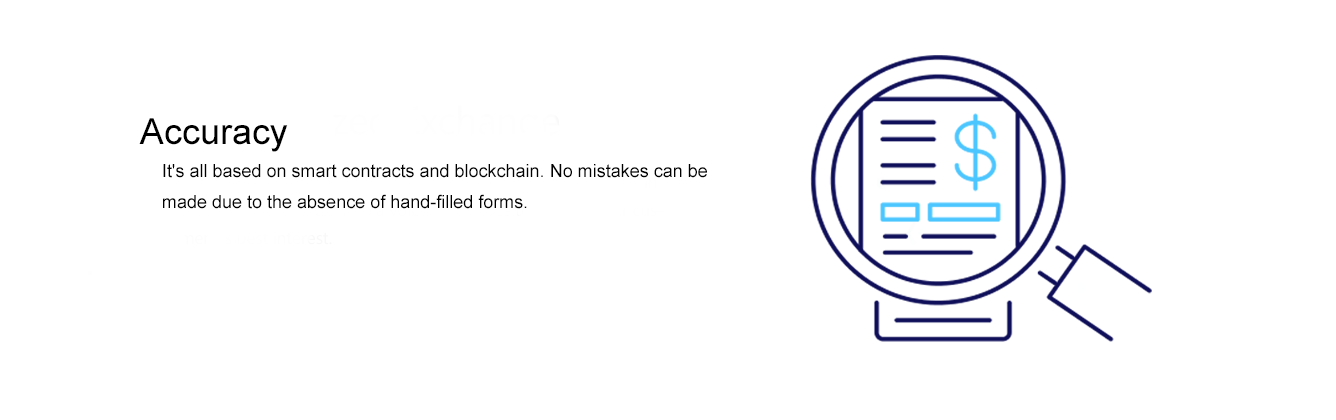 Accuracy
It's all based on smart contracts and blockchain. No mistakes can be
made due to the absence of hand-filled forms.